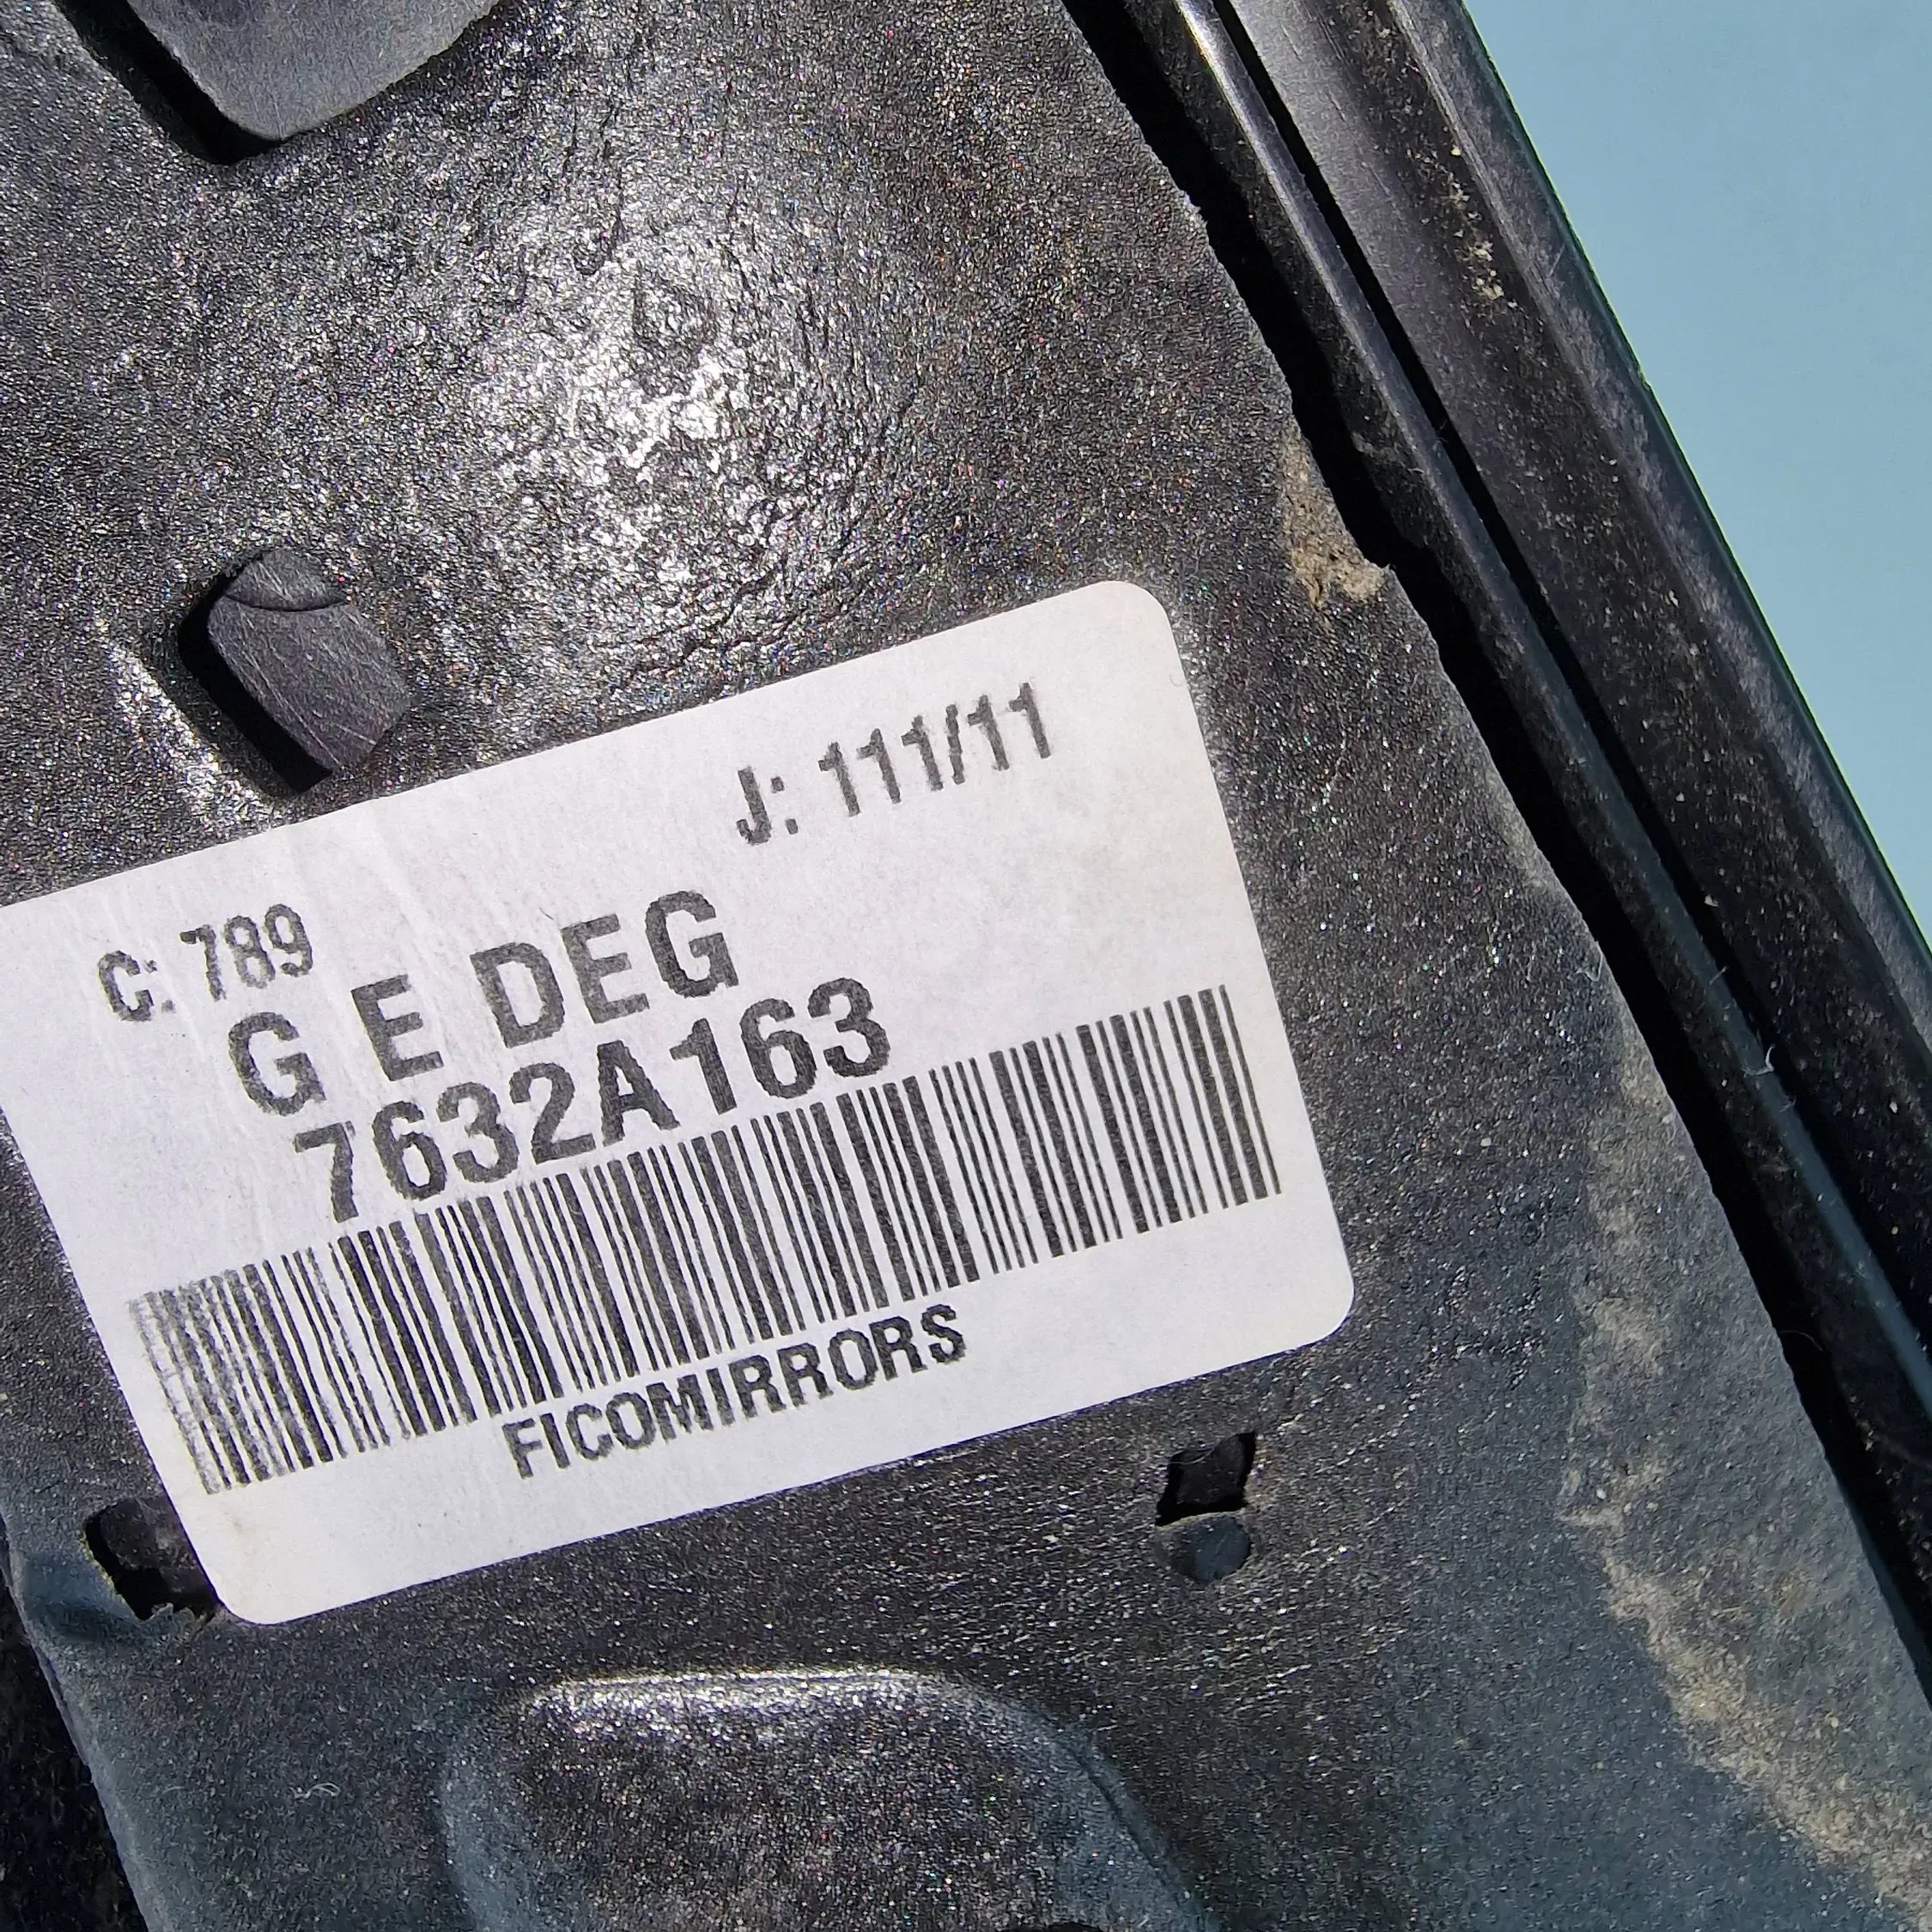 J: 111/11
C: 789
G E DEG
7632A163
FICOMIRRORS